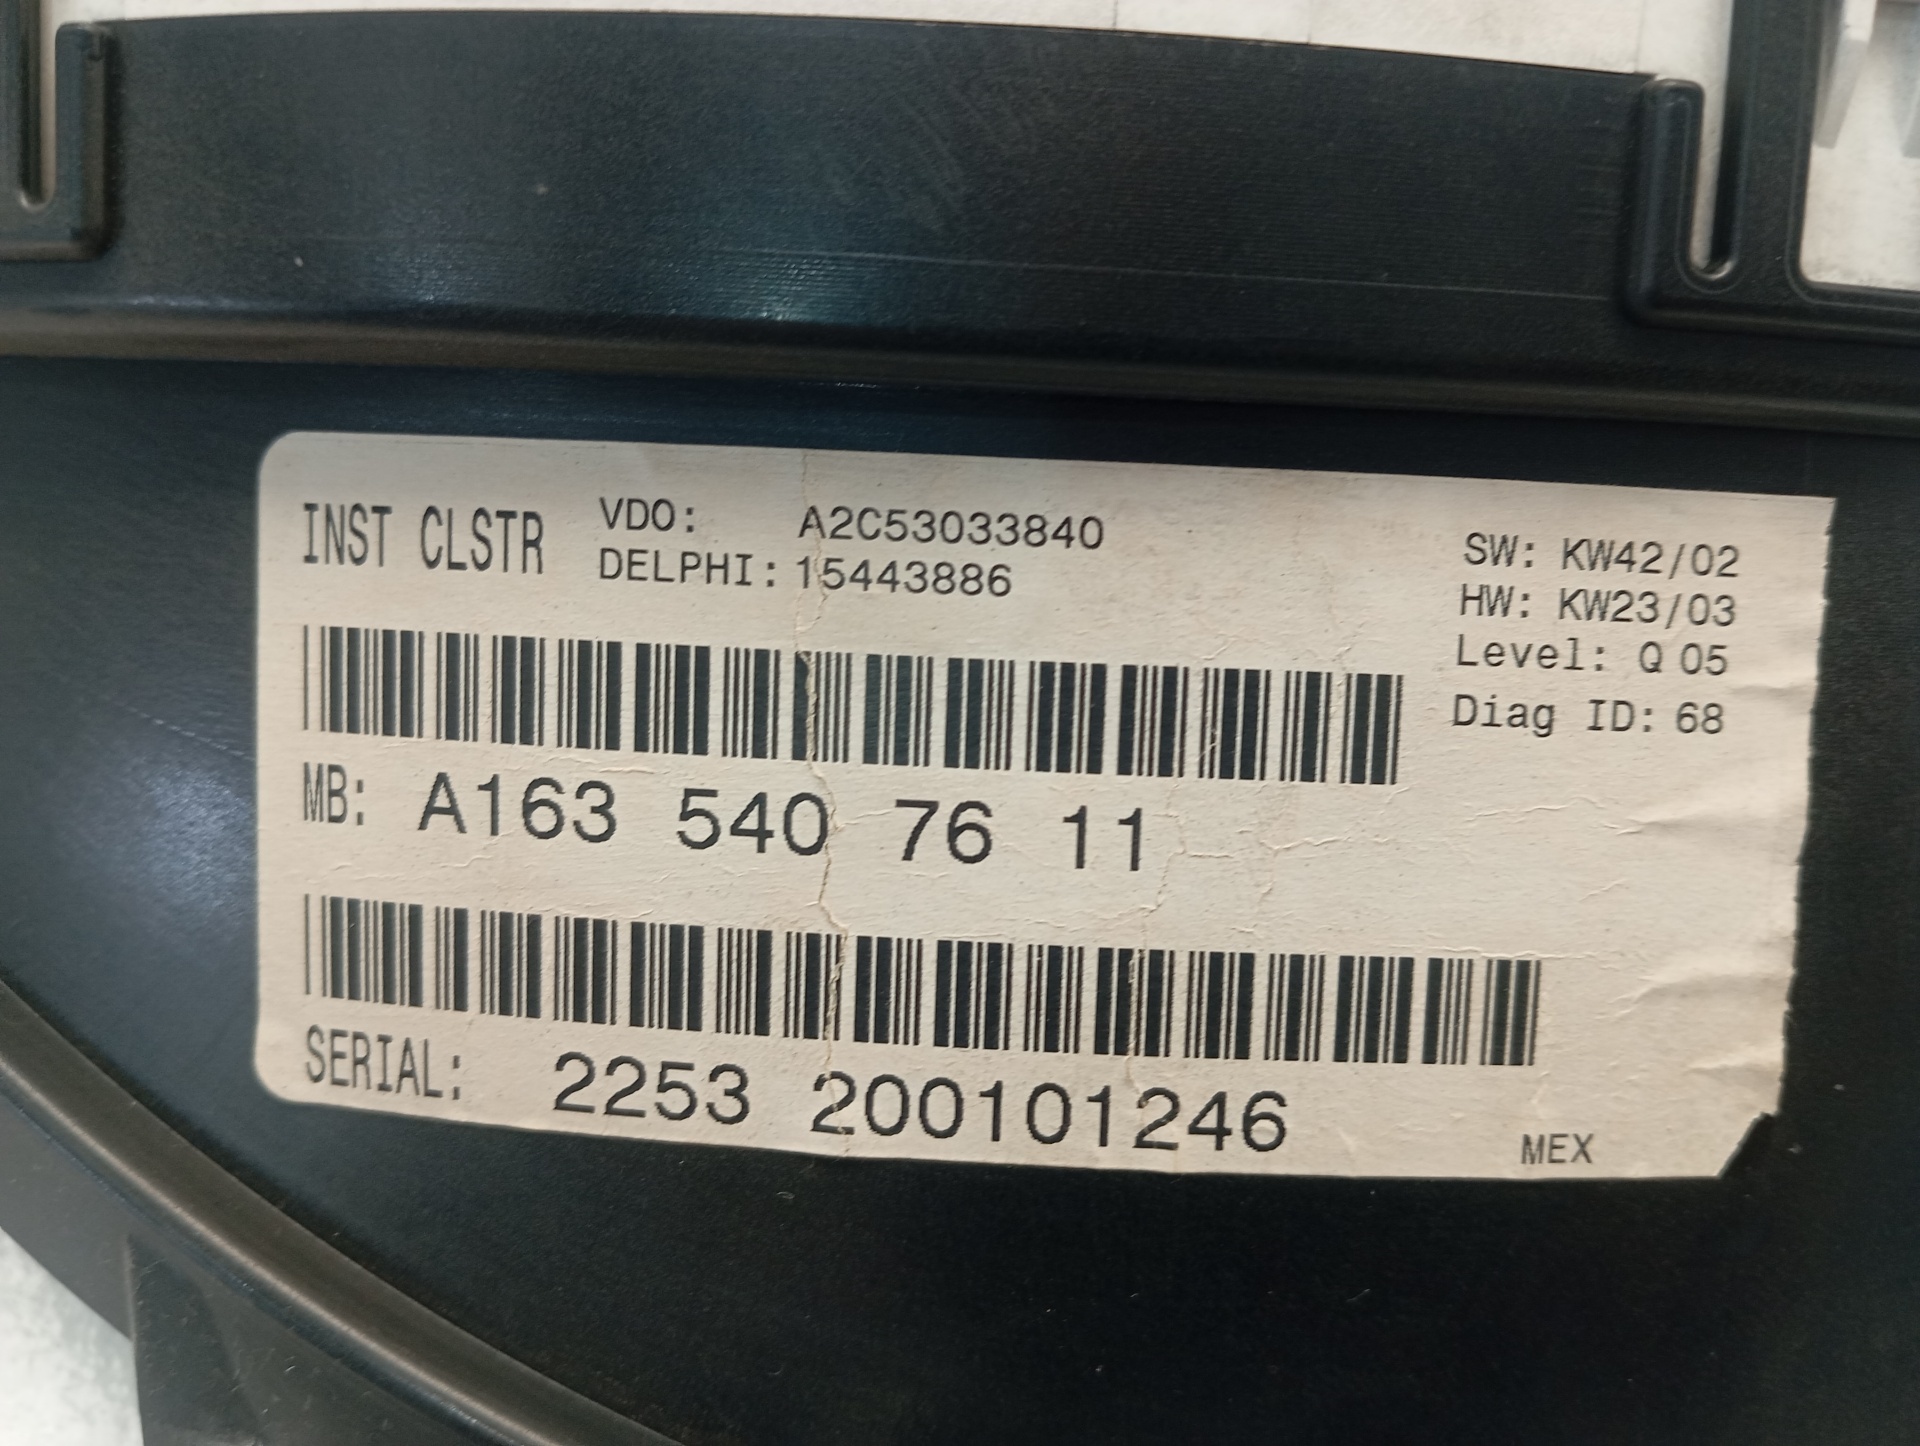 INST CLSTR
VDO: A2C53033840
DELPHI: 15443886
SW: KW42/02
HW: KW23/03
Level: Q 05
Diag ID: 68
MB: A163 540 76 11
SERIAL: 2253 200101246
MEX